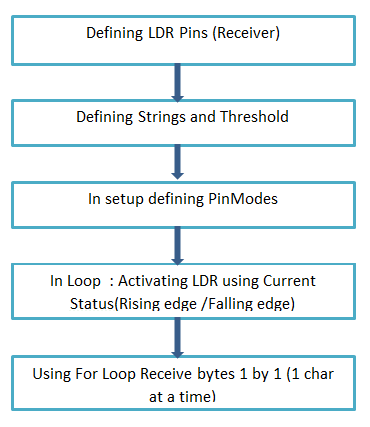 Defining LDR Pins (Receiver)
Defining Strings and Threshold
In setup defining PinModes
In Loop : Activating LDR using Current
Status(Rising edge /Falling edge)
Using For Loop Receive bytes 1 by 1 (1 char
at a time)